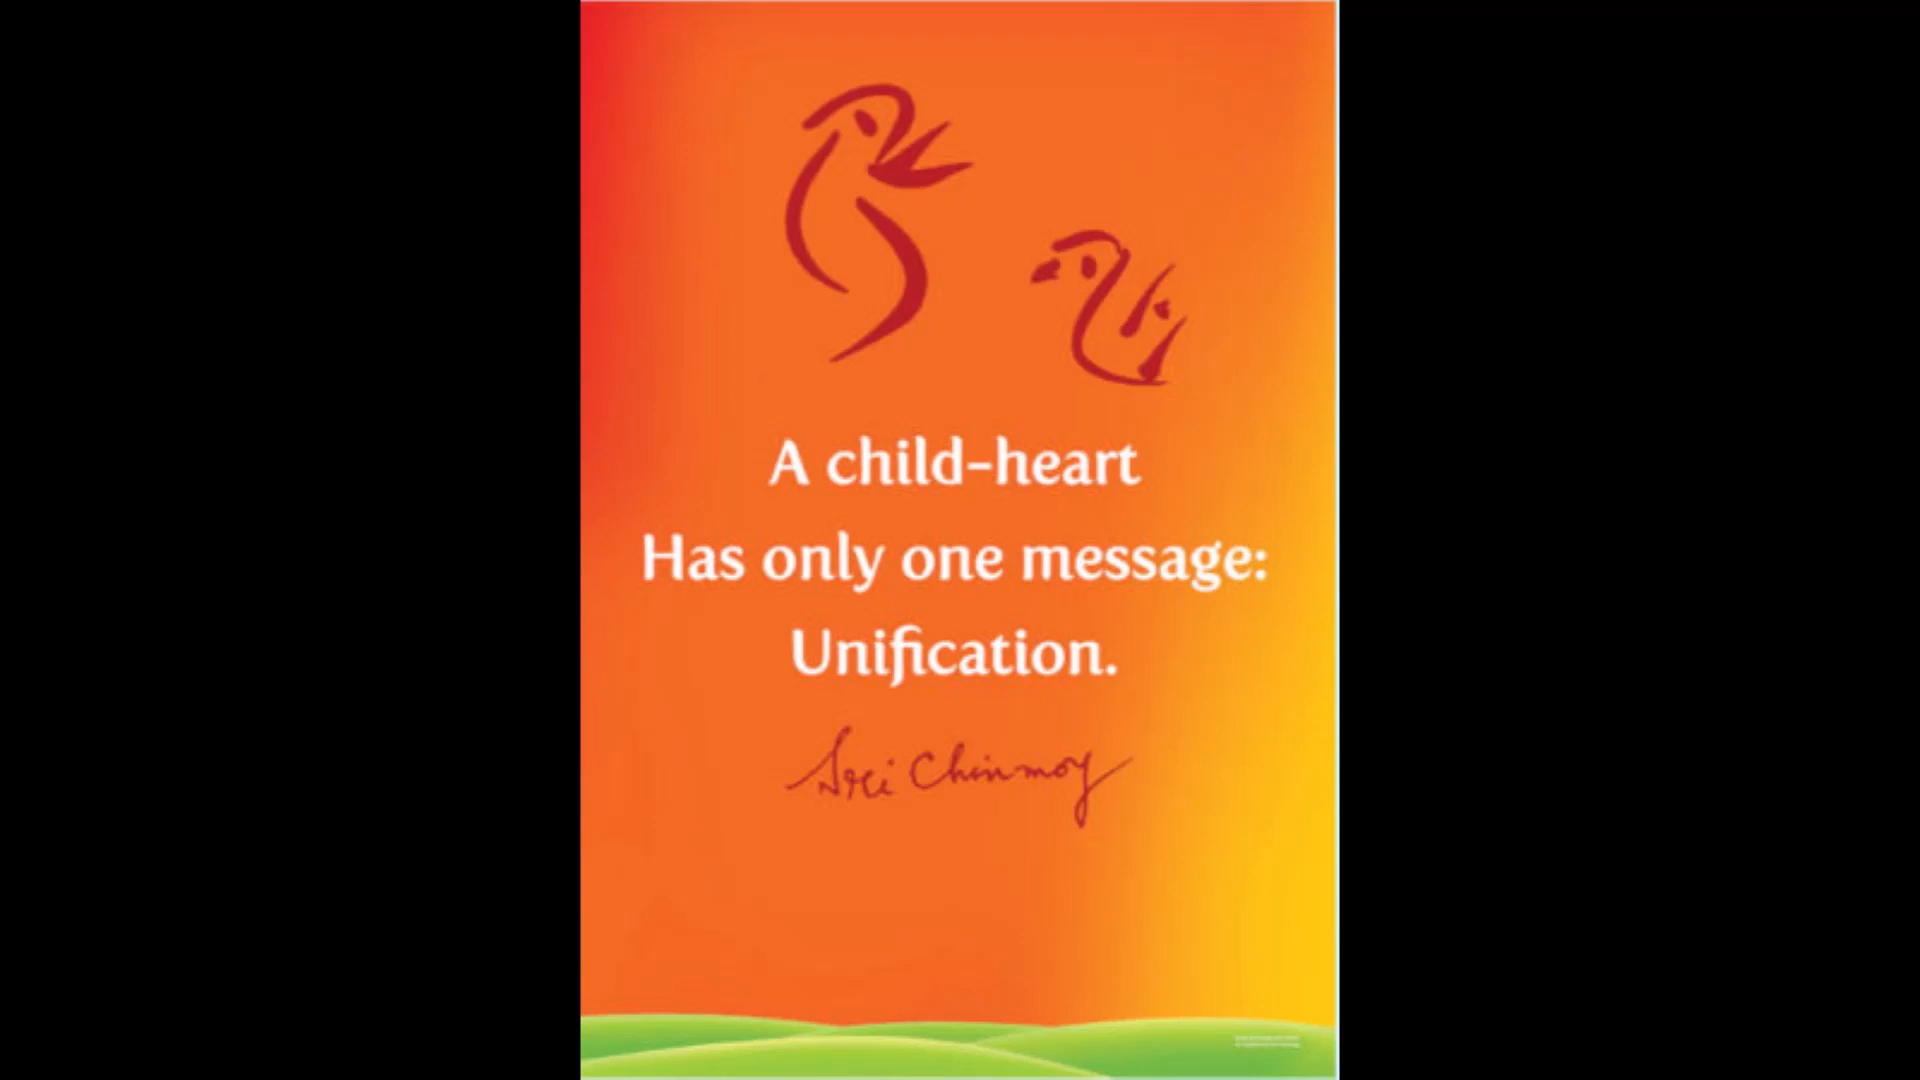 A child-heart
Has only one message:
Unification.
Sri Chinmoy